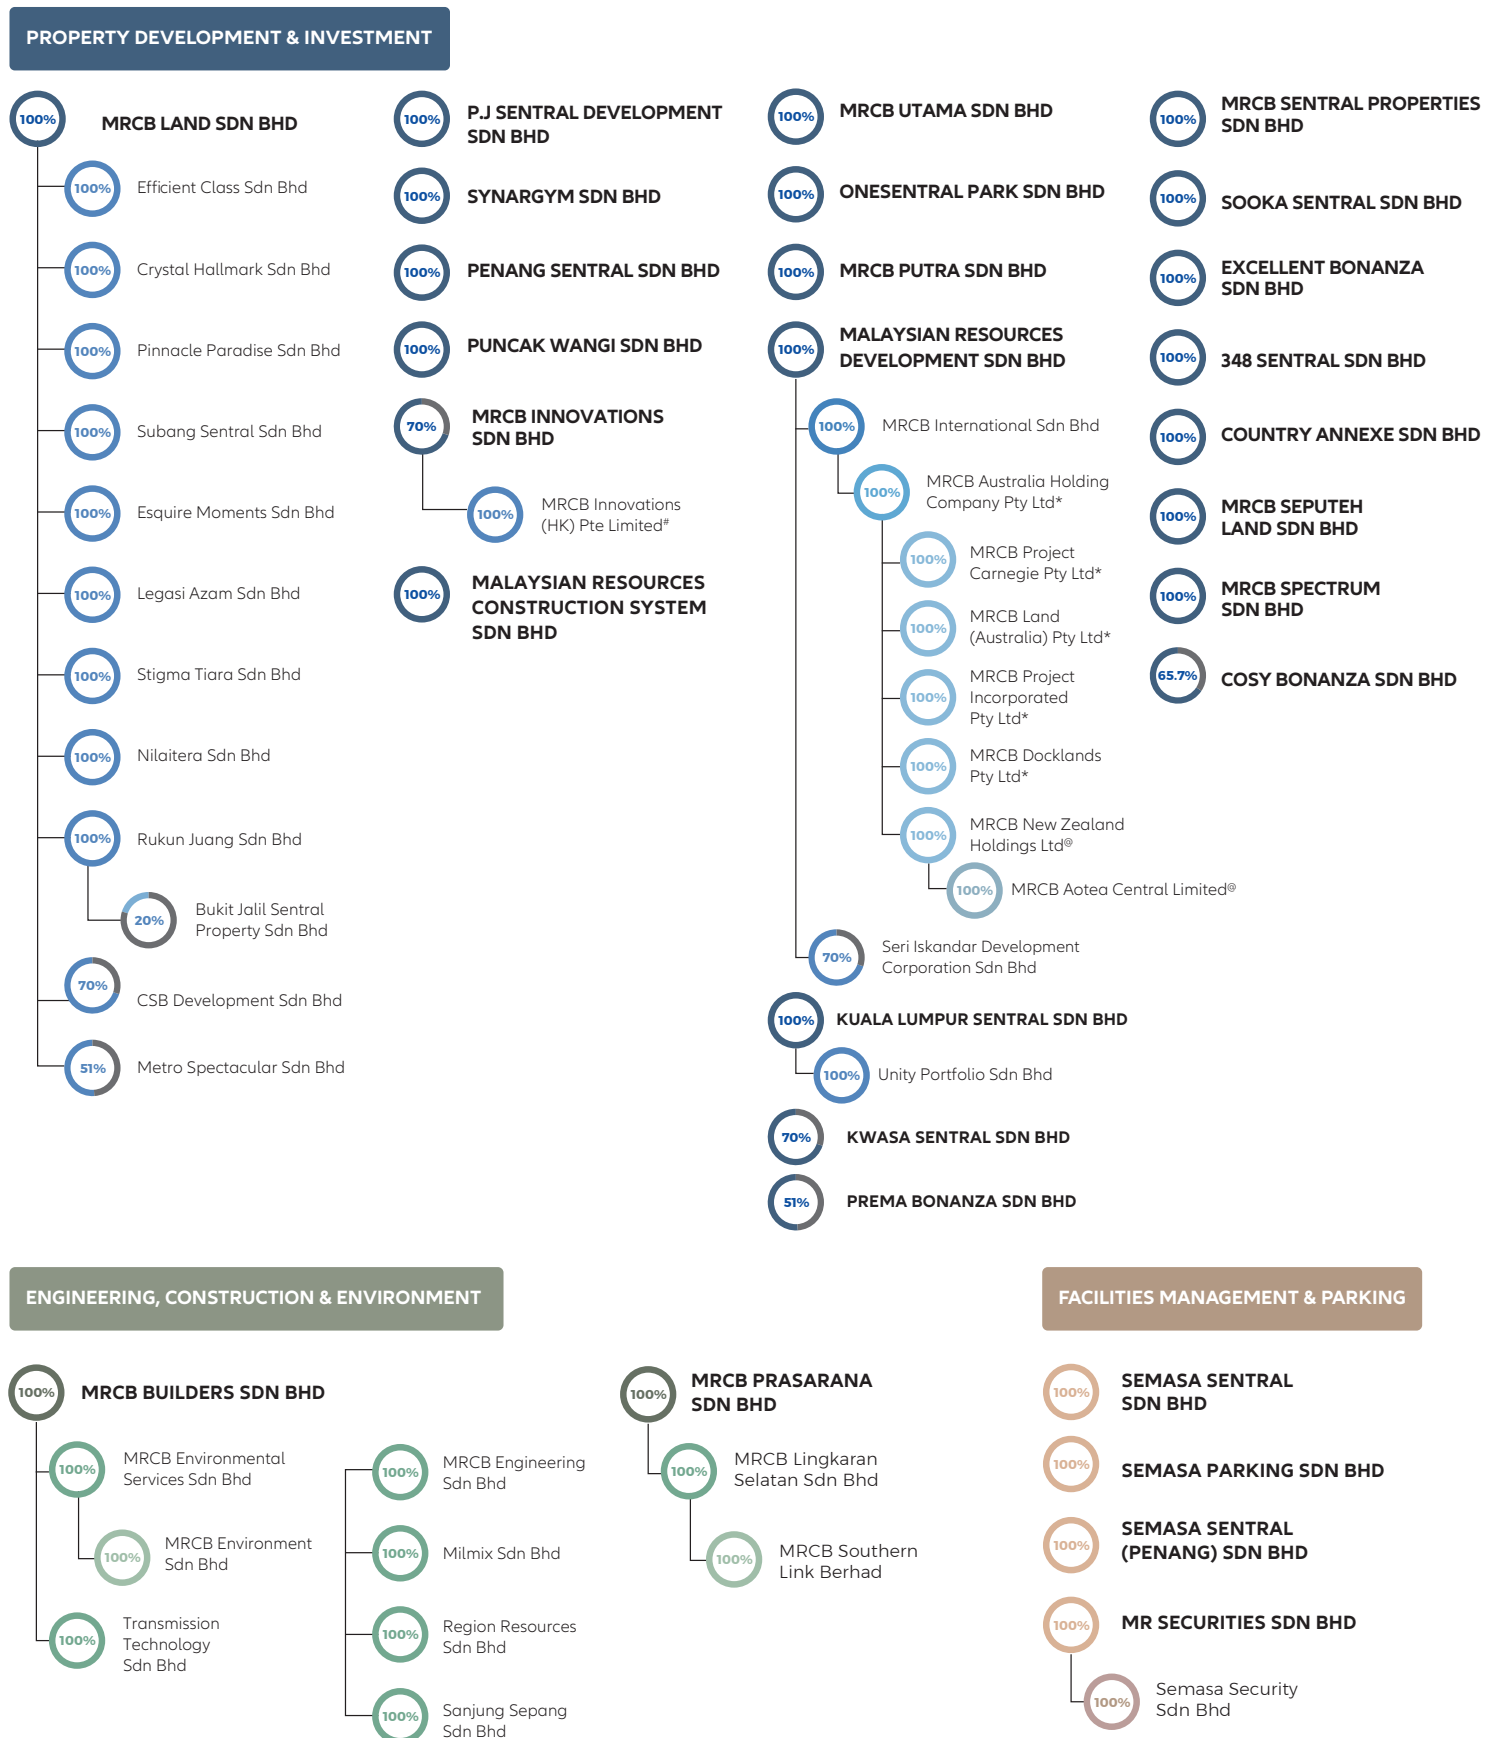 PROPERTY DEVELOPMENT & INVESTMENT
100%
MRCB LAND SDN BHD
100%
Efficient Class Sdn Bhd
100%
Crystal Hallmark Sdn Bhd
100%
Pinnacle Paradise Sdn Bhd
100%
Subang Sentral Sdn Bhd
100%
Esquire Moments Sdn Bhd
100%
Legasi Azam Sdn Bhd
100%
Stigma Tiara Sdn Bhd
100%
Nilaitera Sdn Bhd
100%
Rukun Juang Sdn Bhd
20%
Bukit Jalil Sentral
Property Sdn Bhd
70%
CSB Development Sdn Bhd
51%
Metro Spectacular Sdn Bhd
100%
P.J SENTRAL DEVELOPMENT
SDN BHD
100%
SYNARGYM SDN BHD
100%
PENANG SENTRAL SDN BHD
100%
PUNCAK WANGI SDN BHD
70%
MRCB INNOVATIONS
SDN BHD
100%
MRCB Innovations
(HK) Pte Limited#
100%
MALAYSIAN RESOURCES
CONSTRUCTION SYSTEM
SDN BHD
100%
MRCB UTAMA SDN BHD
100%
ONESENTRAL PARK SDN BHD
100%
MRCB PUTRA SDN BHD
100%
MALAYSIAN RESOURCES
DEVELOPMENT SDN BHD
100%
MRCB International Sdn Bhd
100%
MRCB Australia Holding
Company Pty Ltd*
100%
MRCB Project
Carnegie Pty Ltd*
100%
MRCB Land
(Australia) Pty Ltd*
100%
MRCB Project
Incorporated
Pty Ltd*
100%
MRCB Docklands
Pty Ltd*
100%
MRCB New Zealand
Holdings Ltd@
100%
MRCB Aotea Central Limited@
70%
Seri Iskandar Development
Corporation Sdn Bhd
100%
KUALA LUMPUR SENTRAL SDN BHD
100%
Unity Portfolio Sdn Bhd
70%
KWASA SENTRAL SDN BHD
51%
PREMA BONANZA SDN BHD
100%
MRCB SENTRAL PROPERTIES
SDN BHD
100%
SOOKA SENTRAL SDN BHD
100%
EXCELLENT BONANZA
SDN BHD
100%
348 SENTRAL SDN BHD
100%
COUNTRY ANNEXE SDN BHD
100%
MRCB SEPUTEH
LAND SDN BHD
100%
MRCB SPECTRUM
SDN BHD
65.7%
COSY BONANZA SDN BHD
ENGINEERING, CONSTRUCTION & ENVIRONMENT
100%
MRCB BUILDERS SDN BHD
100%
MRCB Environmental
Services Sdn Bhd
100%
MRCB Environment
Sdn Bhd
100%
Transmission
Technology
Sdn Bhd
100%
MRCB Engineering
Sdn Bhd
100%
Milmix Sdn Bhd
100%
Region Resources
Sdn Bhd
100%
Sanjung Sepang
Sdn Bhd
100%
MRCB PRASARANA
SDN BHD
100%
MRCB Lingkaran
Selatan Sdn Bhd
100%
MRCB Southern
Link Berhad
FACILITIES MANAGEMENT & PARKING
100%
SEMASA SENTRAL
SDN BHD
100%
SEMASA PARKING SDN BHD
100%
SEMASA SENTRAL
(PENANG) SDN BHD
100%
MR SECURITIES SDN BHD
100%
Semasa Security
Sdn Bhd